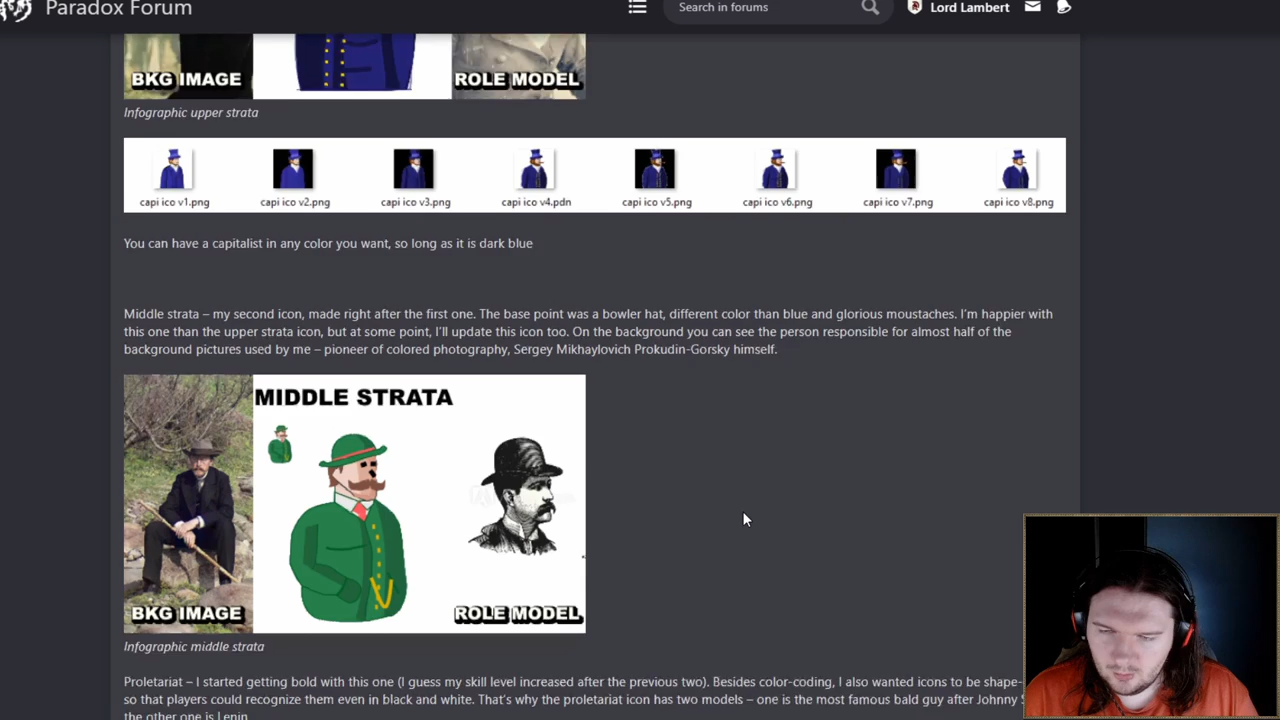 Paradox Forum
Search in forums
Lord Lambert
BKG IMAGE
ROLE MODEL
Infographic upper strata
capi ico v1.png
capi ico v2.png
capi ico v3.png
capi ico v4.pdn
capi ico v5.png
capi ico v6.png
capi ico v7.png
capi ico v8.png
You can have a capitalist in any color you want, so long as it is dark blue
Middle strata – my second icon, made right after the first one. The base point was a bowler hat, different color than blue and glorious moustaches. I'm happier with
this one than the upper strata icon, but at some point, I'll update this icon too. On the background you can see the person responsible for almost half of the
background pictures used by me – pioneer of colored photography, Sergey Mikhaylovich Prokudin-Gorsky himself.
MIDDLE STRATA
BKG IMAGE
ROLE MODEL
Infographic middle strata
Proletariat – I started getting bold with this one (I guess my skill level increased after the previous two). Besides color-coding, I also wanted icons to be shape-
so that players could recognize them even in black and white. That's why the proletariat icon has two models – one is the most famous bald guy after Johnny
the other one is Lenin.